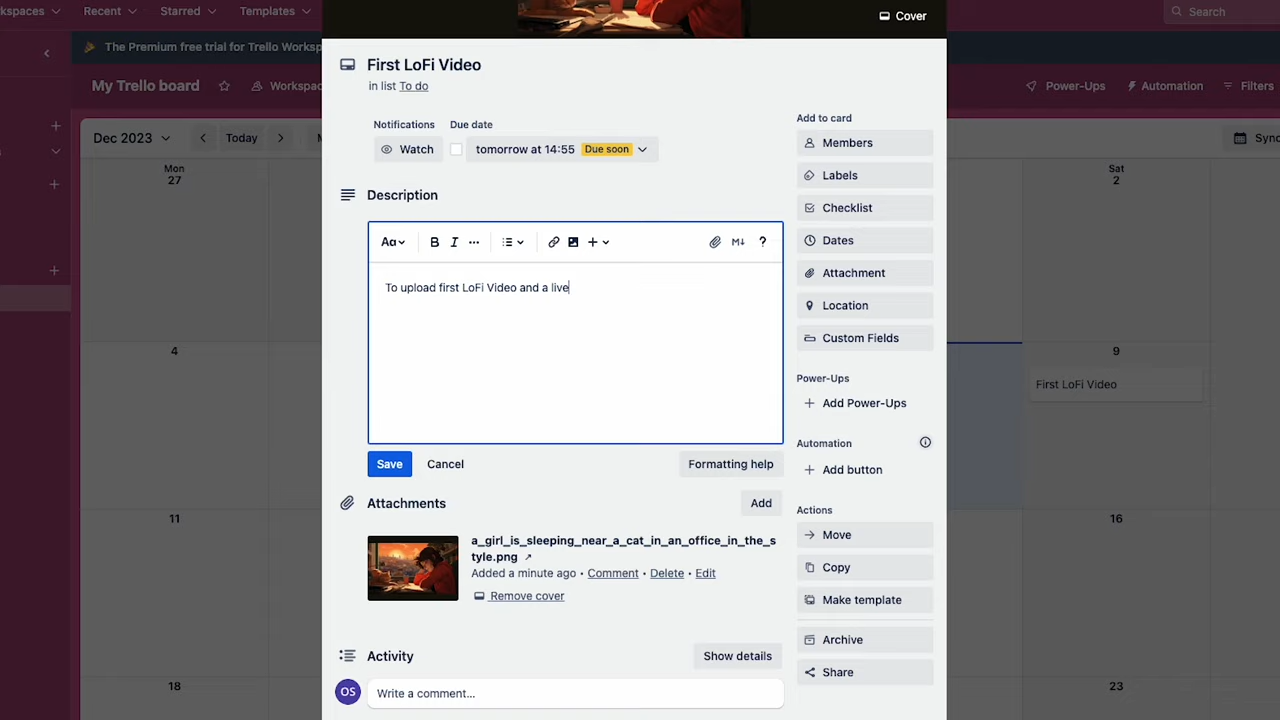 kspaces Recent Starred Templates Search
Cover
The Premium free trial for Trello Worksp
First LoFi Video
in list To do
My Trello board Workspac Power-Ups Automation Filters
Notifications Due date Add to card
Watch tomorrow at 14:55 Due soon Members
Dec 2023 Today Sync
Mon Sat
27 2
Labels
Description
Checklist
Aa B I ... M↓ ? Dates
To upload first LoFi Video and a live
Attachment
Location
Custom Fields
4 9
Power-Ups
First LoFi Video
Add Power-Ups
Automation
Save Cancel Formatting help Add button
Attachments Add
Actions
11 16
Move
a_girl_is_sleeping_near_a_cat_in_an_office_in_the_s
tyle.png ↗
Added a minute ago • Comment • Delete • Edit
Copy
Remove cover
Make template
Archive
Activity Show details
Share
18 23
OS Write a comment…